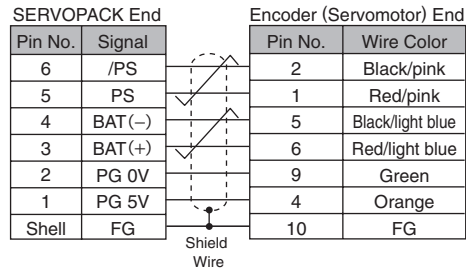 SERVOPACK End Encoder (Servomotor) End
Pin No. Signal Pin No. Wire Color
6 /PS 2 Black/pink
5 PS 1 Red/pink
4 BAT(−) 5 Black/light blue
3 BAT(+) 6 Red/light blue
2 PG 0V 9 Green
1 PG 5V 4 Orange
Shell FG 10 FG
Shield
Wire